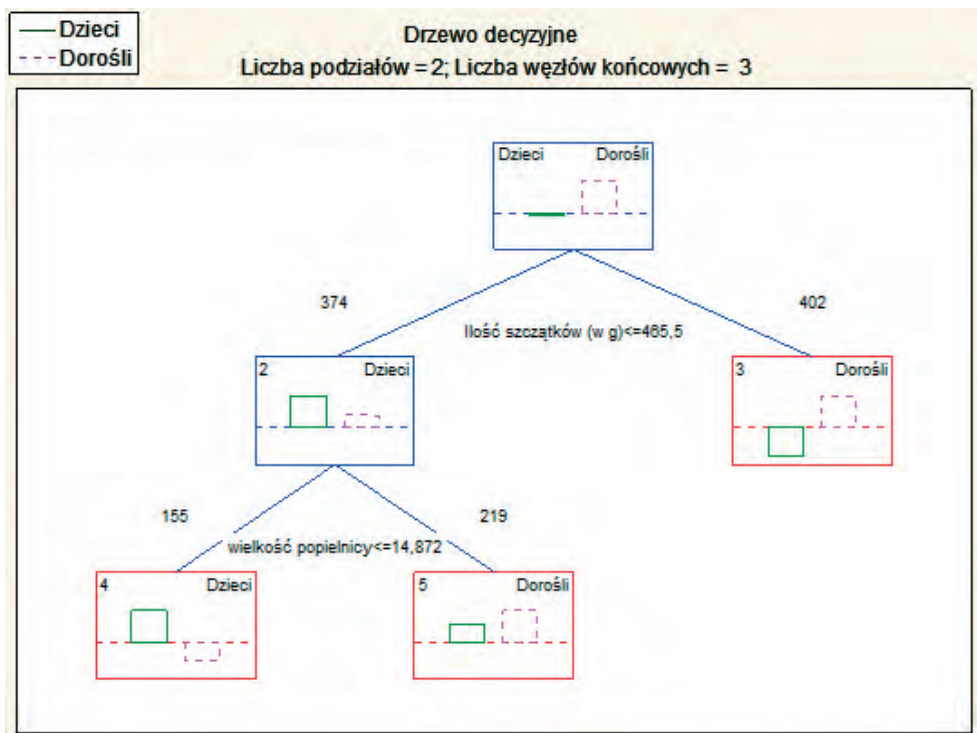 Dzieci
Dorośli
Drzewo decyzyjne
Liczba podziałów = 2; Liczba węzłów końcowych = 3
Dzieci Dorośli
374
402
Ilość szczątków (w g)<=465,5
2 Dzieci
3 Dorośli
155
219
wielkość popielnicy<=14,872
4 Dzieci
5 Dorośli